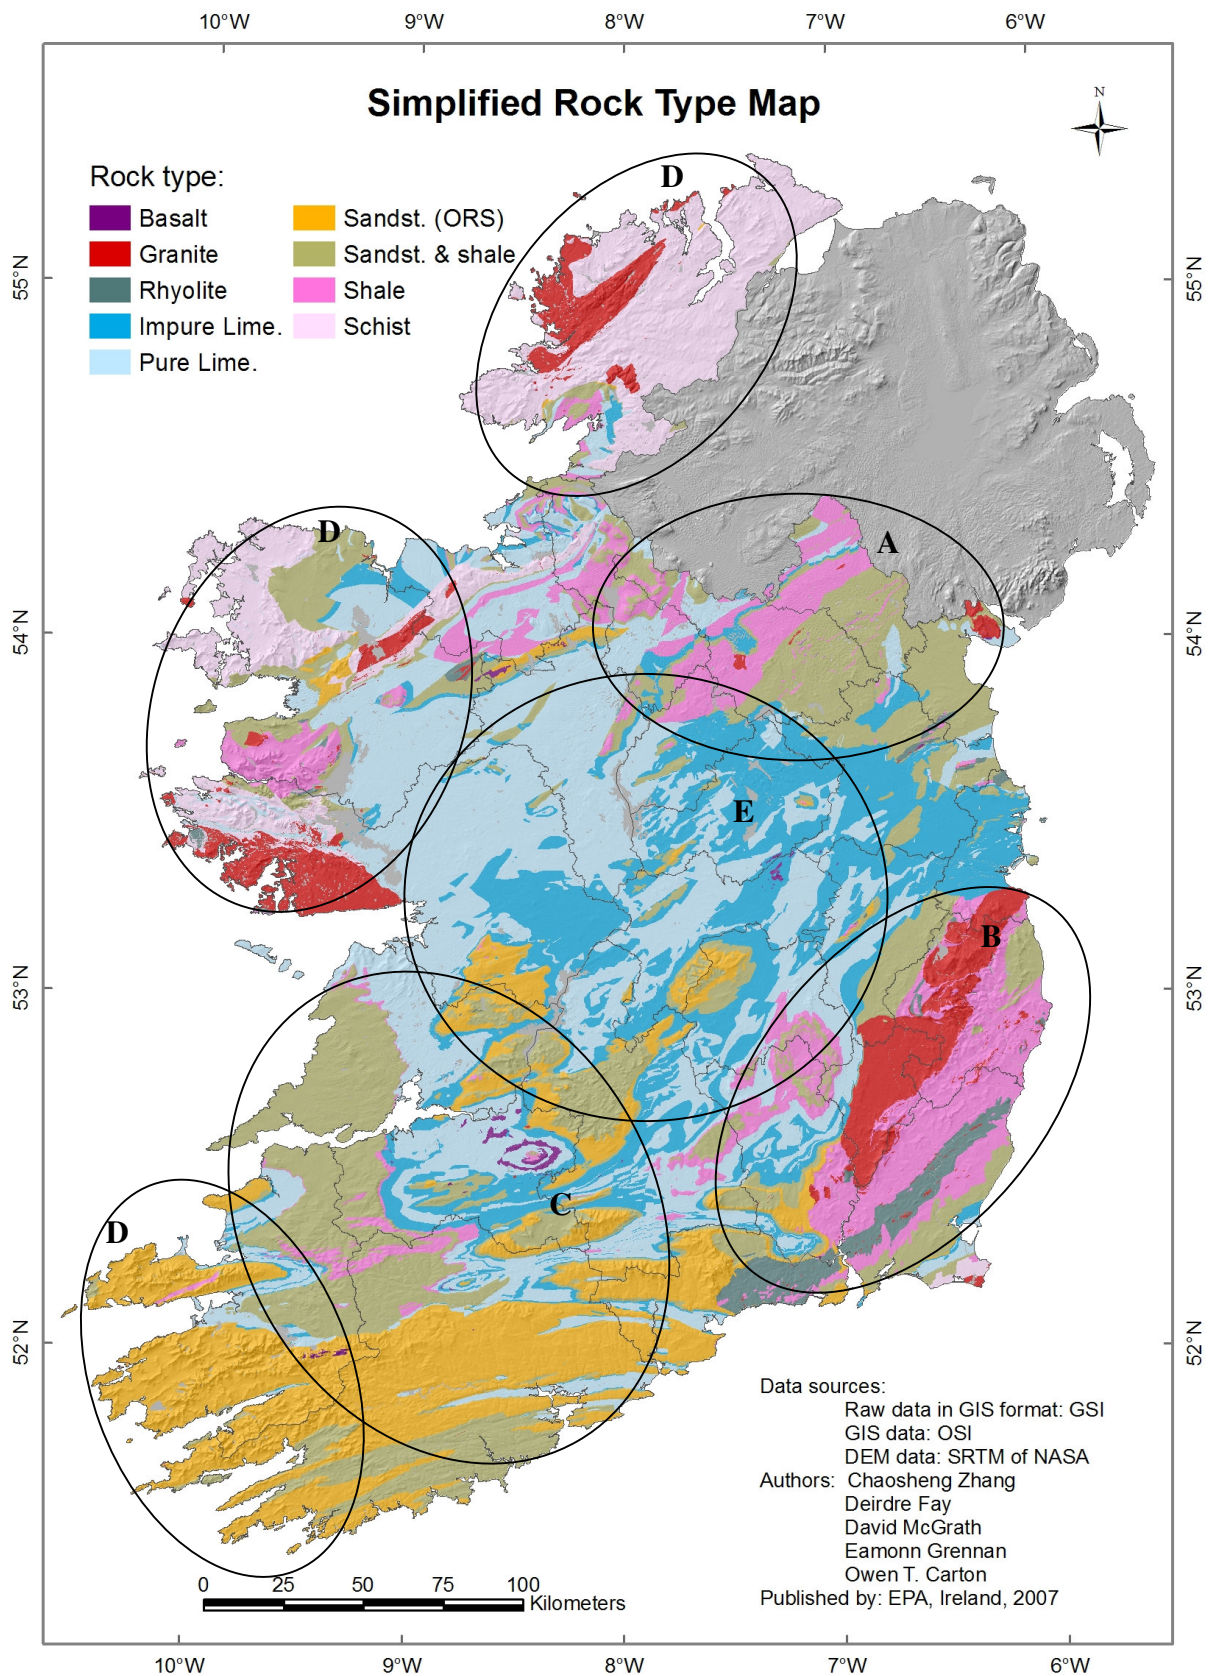 10°W 9°W 8°W 7°W 6°W
Simplified Rock Type Map
N
Rock type:
Basalt
Granite
Rhyolite
Impure Lime.
Pure Lime.
Sandst. (ORS)
Sandst. & shale
Shale
Schist
D
55°N
55°N
D
A
54°N
54°N
E
B
53°N
53°N
C
D
52°N
52°N
Data sources:
Raw data in GIS format: GSI
GIS data: OSI
DEM data: SRTM of NASA
Authors: Chaosheng Zhang
Deirdre Fay
David McGrath
Eamonn Grennan
Owen T. Carton
Published by: EPA, Ireland, 2007
0 25 50 75 100
Kilometers
10°W 9°W 8°W 7°W 6°W